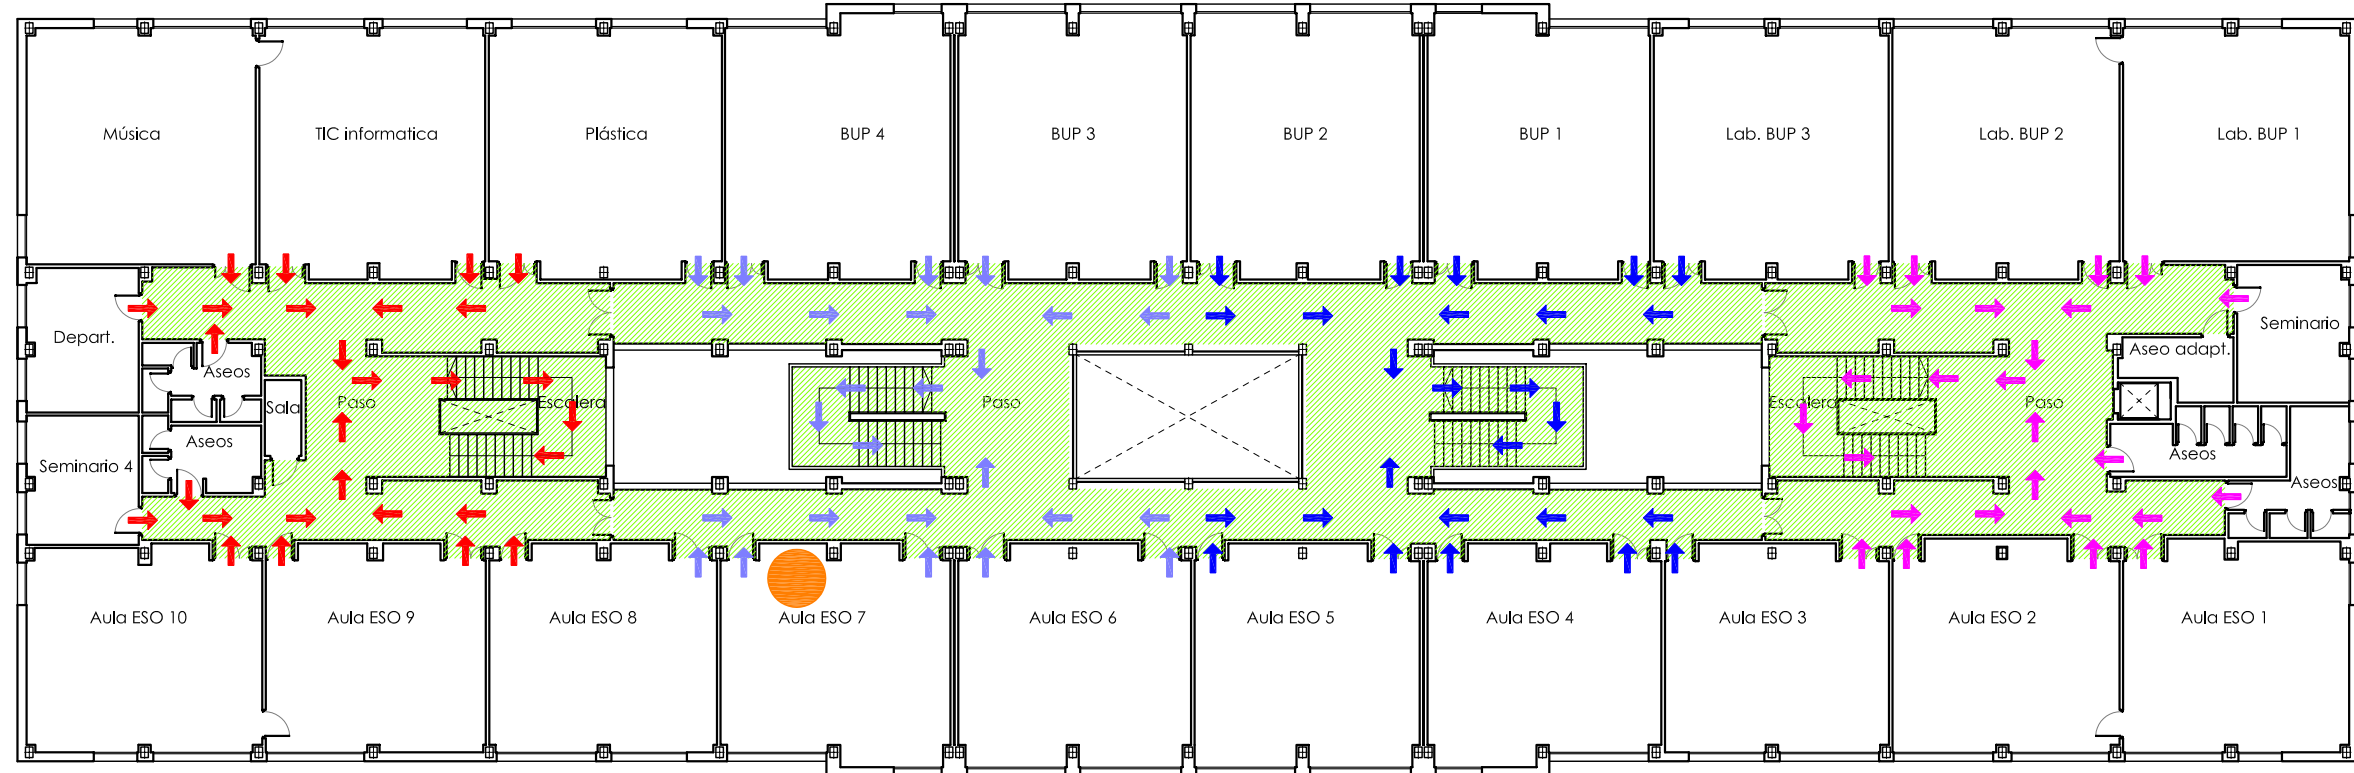 Música
TIC informatica
Plástica
BUP 4
BUP 3
BUP 2
BUP 1
Lab. BUP 3
Lab. BUP 2
Lab. BUP 1
Depart.
Seminario
Aseo adapt.
Aseos
Sala
Paso
Escalera
Paso
Escalera
Paso
Aseos
Seminario 4
Aseos
Aseos
Aula ESO 10
Aula ESO 9
Aula ESO 8
Aula ESO 7
Aula ESO 6
Aula ESO 5
Aula ESO 4
Aula ESO 3
Aula ESO 2
Aula ESO 1